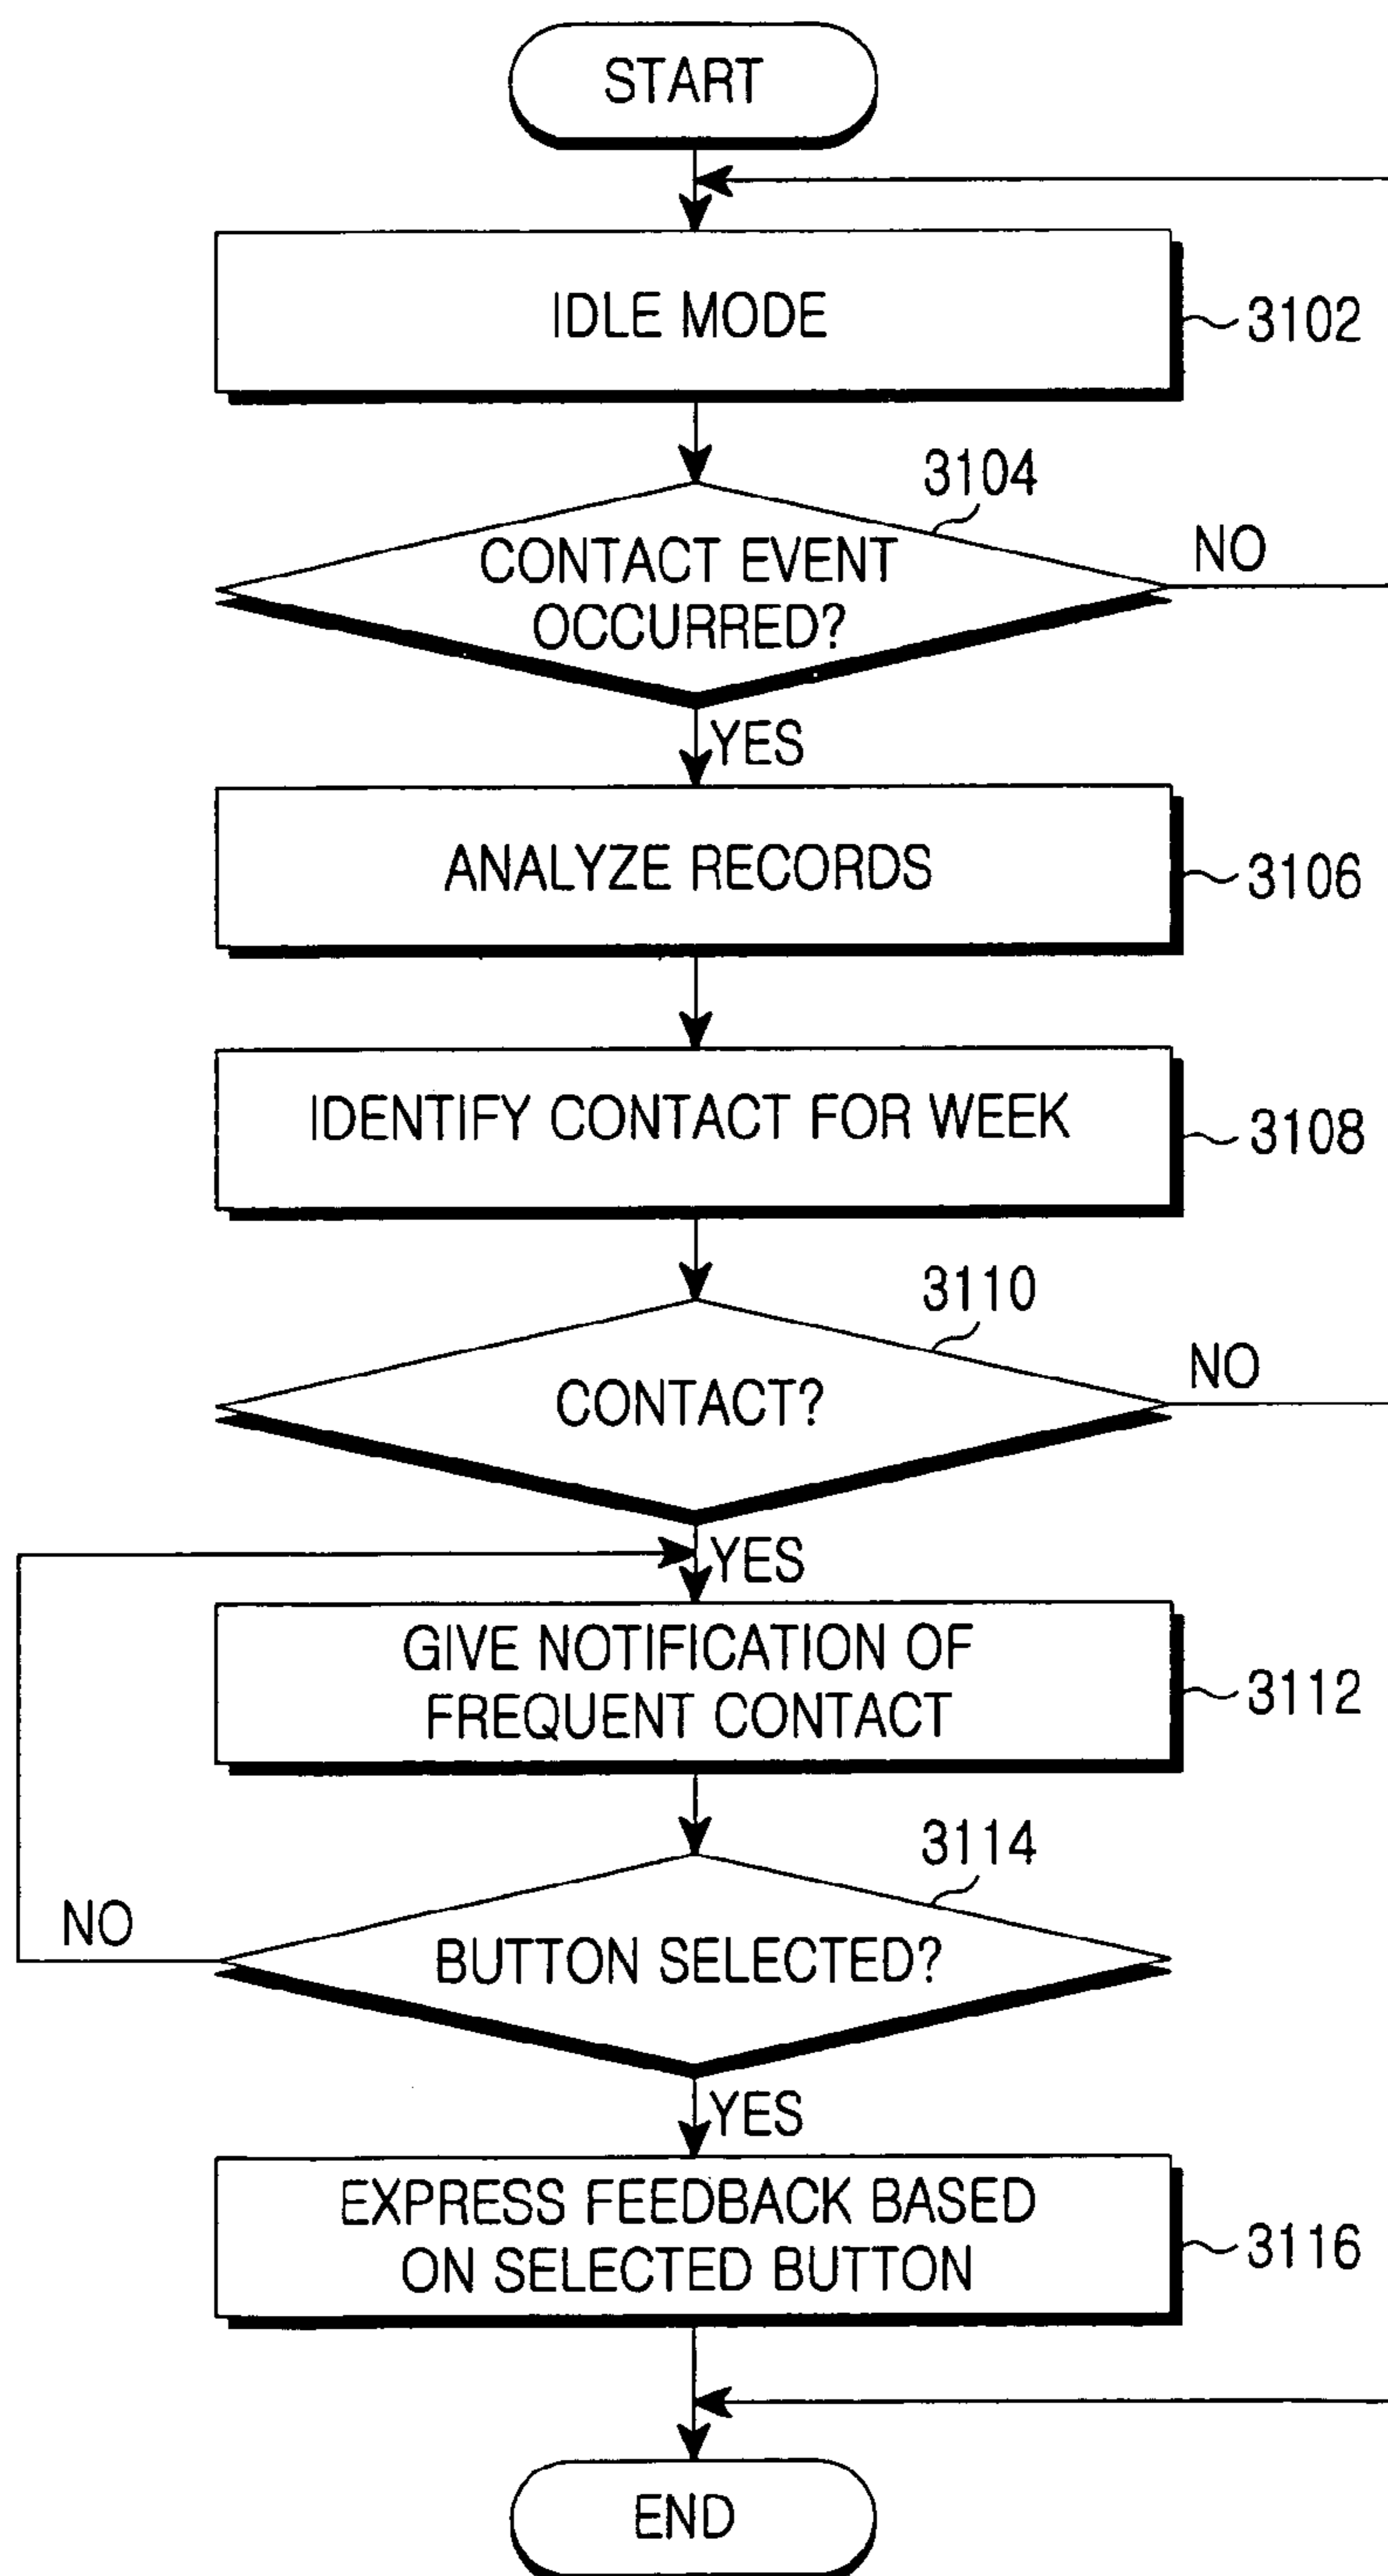 START
IDLE MODE
3102
3104
CONTACT EVENT
OCCURRED?
NO
YES
ANALYZE RECORDS
3106
IDENTIFY CONTACT FOR WEEK
3108
3110
CONTACT?
NO
YES
GIVE NOTIFICATION OF
FREQUENT CONTACT
3112
3114
NO
BUTTON SELECTED?
YES
EXPRESS FEEDBACK BASED
ON SELECTED BUTTON
3116
END